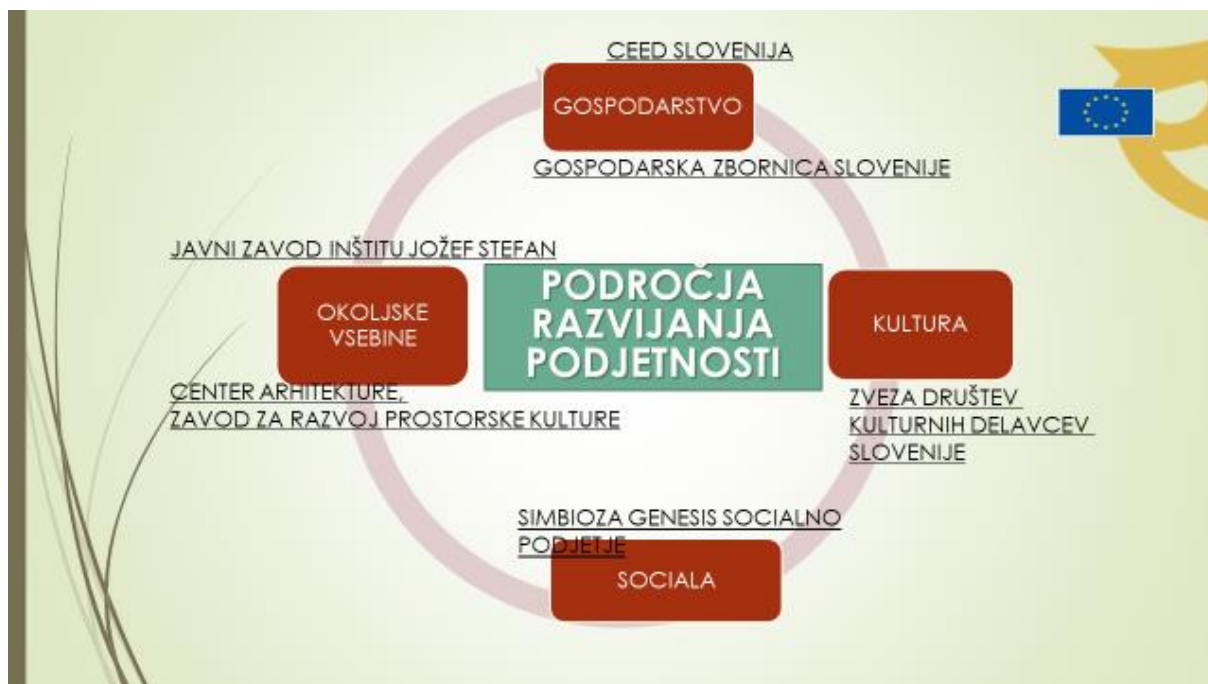 CEED SLOVENIJA
GOSPODARSTVO
GOSPODARSKA ZBORNICA SLOVENIJE
JAVNI ZAVOD INŠTITU JOŽEF STEFAN
OKOLJSKE
VSEBINE
CENTER ARHITEKTURE,
ZAVOD ZA RAZVOJ PROSTORSKE KULTURE
PODROČJA
RAZVIJANJA
PODJETNOSTI
KULTURA
ZVEZA DRUŠTEV
KULTURNIH DELAVCEV
SLOVENIJE
SIMBIOZA GENESIS SOCIALNO
PODJETJE
SOCIALA